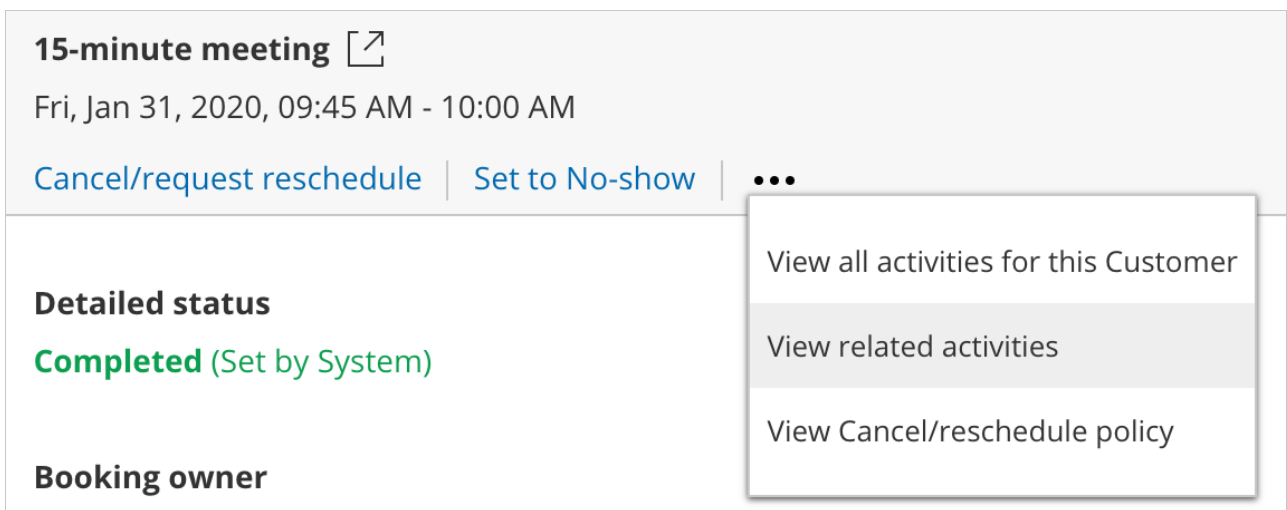 15-minute meeting
Fri, Jan 31, 2020, 09:45 AM - 10:00 AM
Cancel/request reschedule Set to No-show •••
View all activities for this Customer
View related activities
View Cancel/reschedule policy
Detailed status
Completed (Set by System)
Booking owner